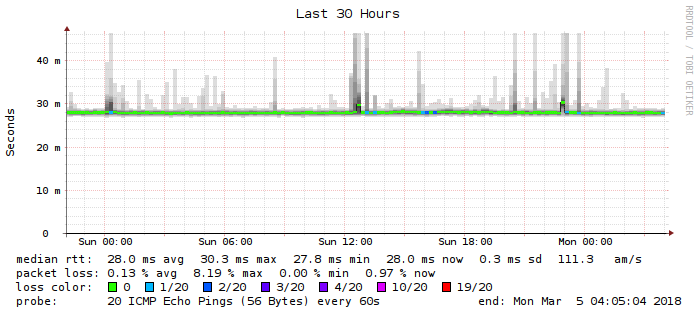 Last 30 Hours
RRDTOOL / TOBI OETIKER
Seconds
40 m
30 m
20 m
10 m
0
Sun 00:00 Sun 06:00 Sun 12:00 Sun 18:00 Mon 00:00
median rtt: 28.0 ms avg 30.3 ms max 27.8 ms min 28.0 ms now 0.3 ms sd 111.3 am/s
packet loss: 0.13 % avg 8.19 % max 0.00 % min 0.97 % now
loss color: 0 1/20 2/20 3/20 4/20 10/20 19/20
probe: 20 ICMP Echo Pings (56 Bytes) every 60s end: Mon Mar 5 04:05:04 2018